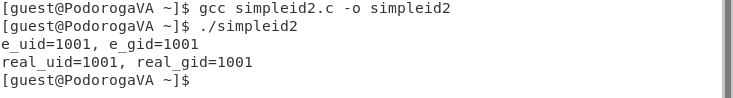 [guest@PodorogaVA ~]$ gcc simpleid2.c -o simpleid2
[guest@PodorogaVA ~]$ ./simpleid2
e_uid=1001, e_gid=1001
real_uid=1001, real_gid=1001
[guest@PodorogaVA ~]$